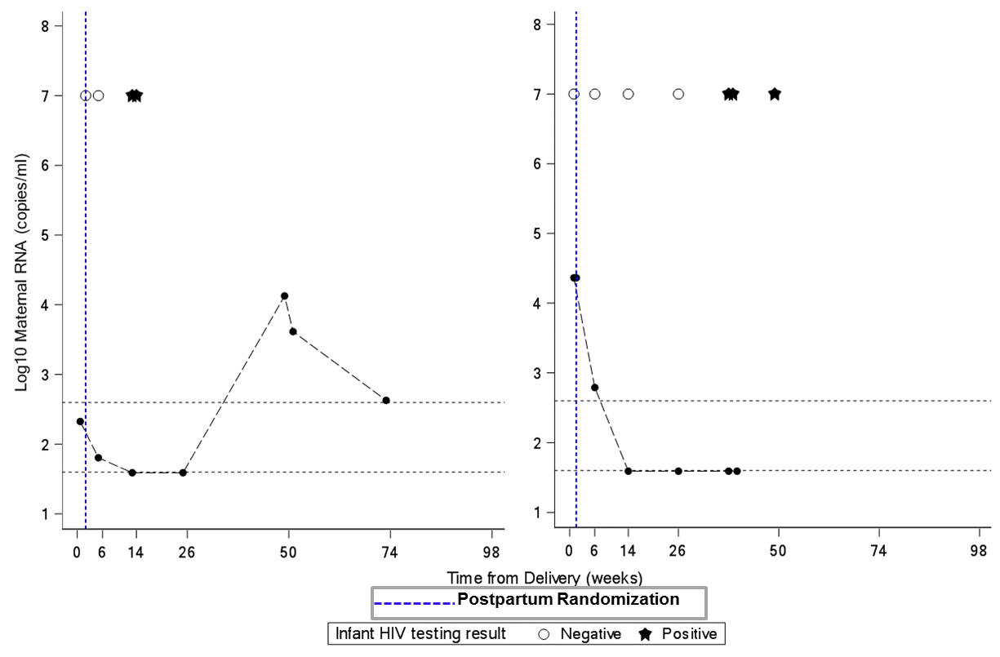 Log10 Maternal RNA (copies/ml)
8
7
6
5
4
3
2
1
0 6 14 26 50 74 98
8
7
6
5
4
3
2
1
0 6 14 26 50 74 98
Time from Delivery (weeks)
Postpartum Randomization
Infant HIV testing result Negative Positive